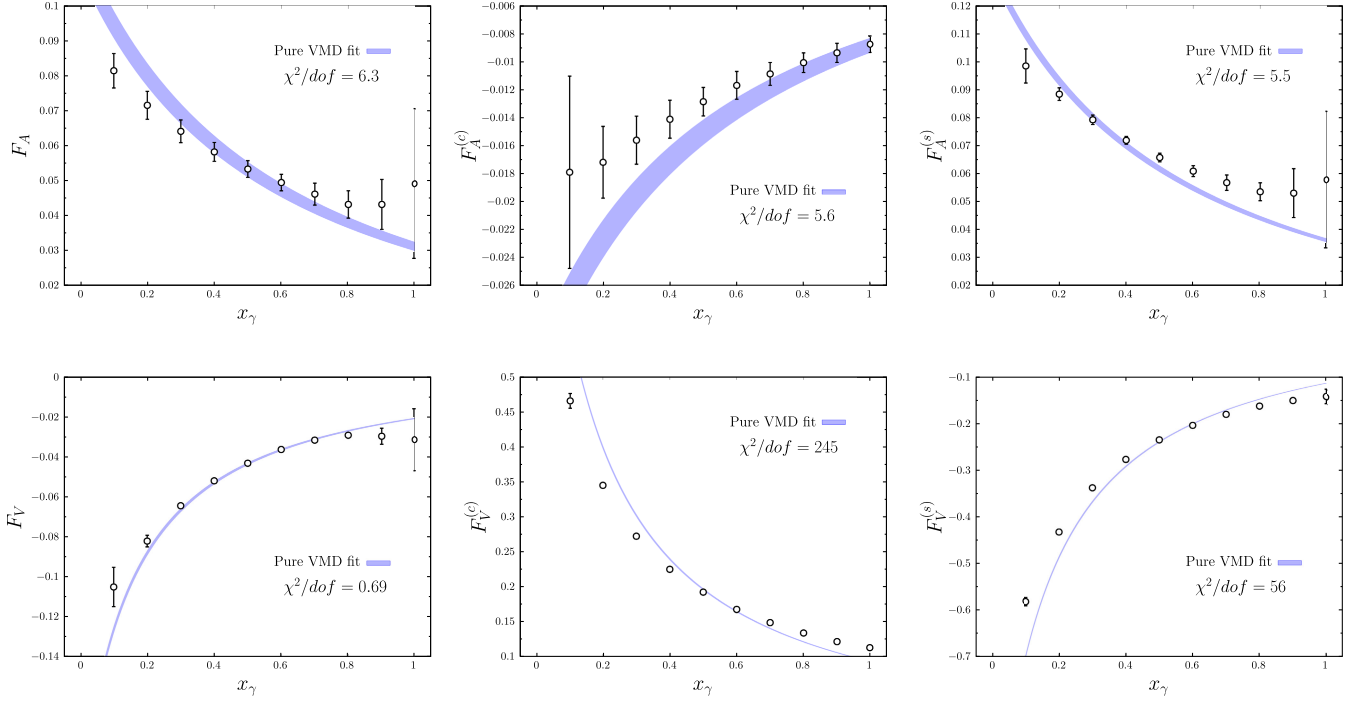 0.1
0.09
0.08
0.07
0.06
0.05
0.04
0.03
0.02
F_A
Pure VMD fit
χ²/dof = 6.3
0 0.2 0.4 0.6 0.8 1
x_γ
−0.006
−0.008
−0.01
−0.012
−0.014
−0.016
−0.018
−0.02
−0.022
−0.024
−0.026
F_A^(c)
Pure VMD fit
χ²/dof = 5.6
0 0.2 0.4 0.6 0.8 1
x_γ
0.12
0.11
0.1
0.09
0.08
0.07
0.06
0.05
0.04
0.03
0.02
F_A^(s)
Pure VMD fit
χ²/dof = 5.5
0 0.2 0.4 0.6 0.8 1
x_γ
0
−0.02
−0.04
−0.06
−0.08
−0.1
−0.12
−0.14
F_V
Pure VMD fit
χ²/dof = 0.69
0 0.2 0.4 0.6 0.8 1
x_γ
0.5
0.45
0.4
0.35
0.3
0.25
0.2
0.15
0.1
F_V^(c)
Pure VMD fit
χ²/dof = 245
0 0.2 0.4 0.6 0.8 1
x_γ
−0.1
−0.2
−0.3
−0.4
−0.5
−0.6
−0.7
F_V^(s)
Pure VMD fit
χ²/dof = 56
0 0.2 0.4 0.6 0.8 1
x_γ